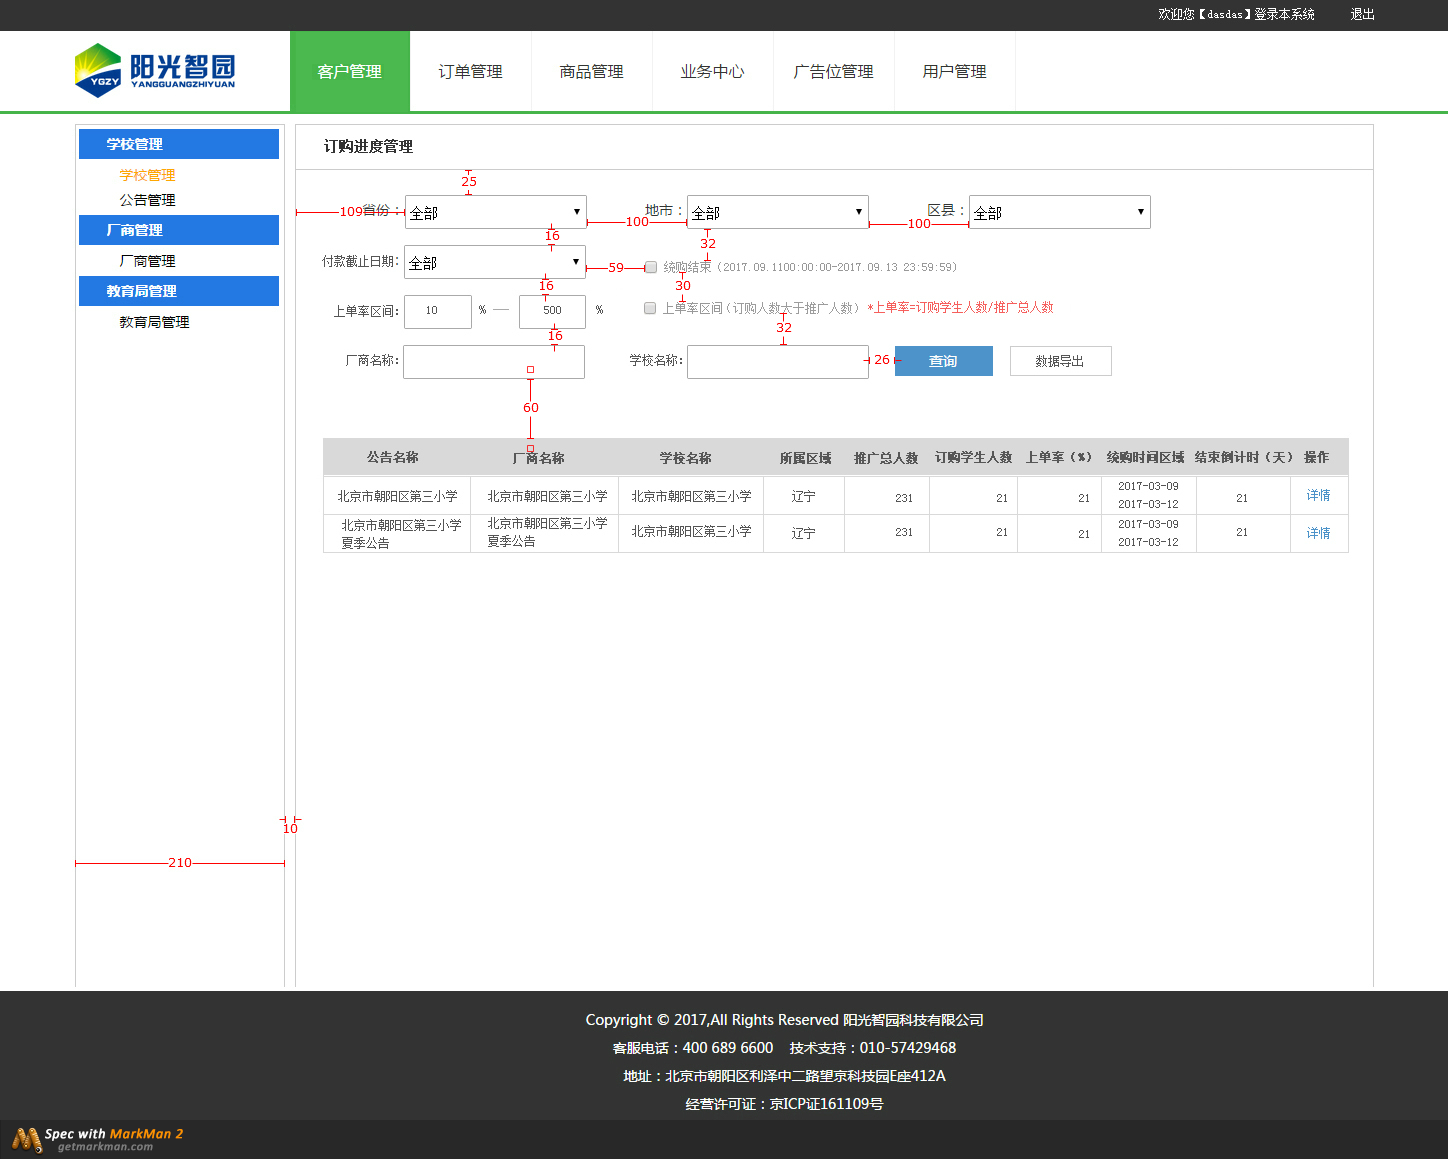 欢迎您【dasdas】登录本系统 退出
阳光智园
YGZY YANGGUANGZHIYUAN
客户管理 订单管理 商品管理 业务中心 广告位管理 用户管理
学校管理
学校管理
公告管理
厂商管理
厂商管理
教育局管理
教育局管理
订购进度管理
25
109 省份： 全部 100 地市： 全部 100 区县： 全部
16 32
付款截止日期： 全部 59 统购结束（2017.09.1100:00:00-2017.09.13 23:59:59）
16 30
上单率区间： 10 % — 500 % 上单率区间（订购人数大于推广人数） *上单率=订购学生人数/推广总人数
16 32
厂商名称： 学校名称： 26 查询 数据导出
60
公告名称 厂商名称 学校名称 所属区域 推广总人数 订购学生人数 上单率（%） 统购时间区域 结束倒计时（天） 操作
北京市朝阳区第三小学 北京市朝阳区第三小学 北京市朝阳区第三小学 辽宁 231 21 21 2017-03-09 2017-03-12 21 详情
北京市朝阳区第三小学夏季公告 北京市朝阳区第三小学夏季公告 北京市朝阳区第三小学 辽宁 231 21 21 2017-03-09 2017-03-12 21 详情
10
210
Copyright © 2017,All Rights Reserved 阳光智园科技有限公司
客服电话：400 689 6600 技术支持：010-57429468
地址：北京市朝阳区利泽中二路望京科技园E座412A
经营许可证：京ICP证161109号
Spec with MarkMan 2
getmarkman.com